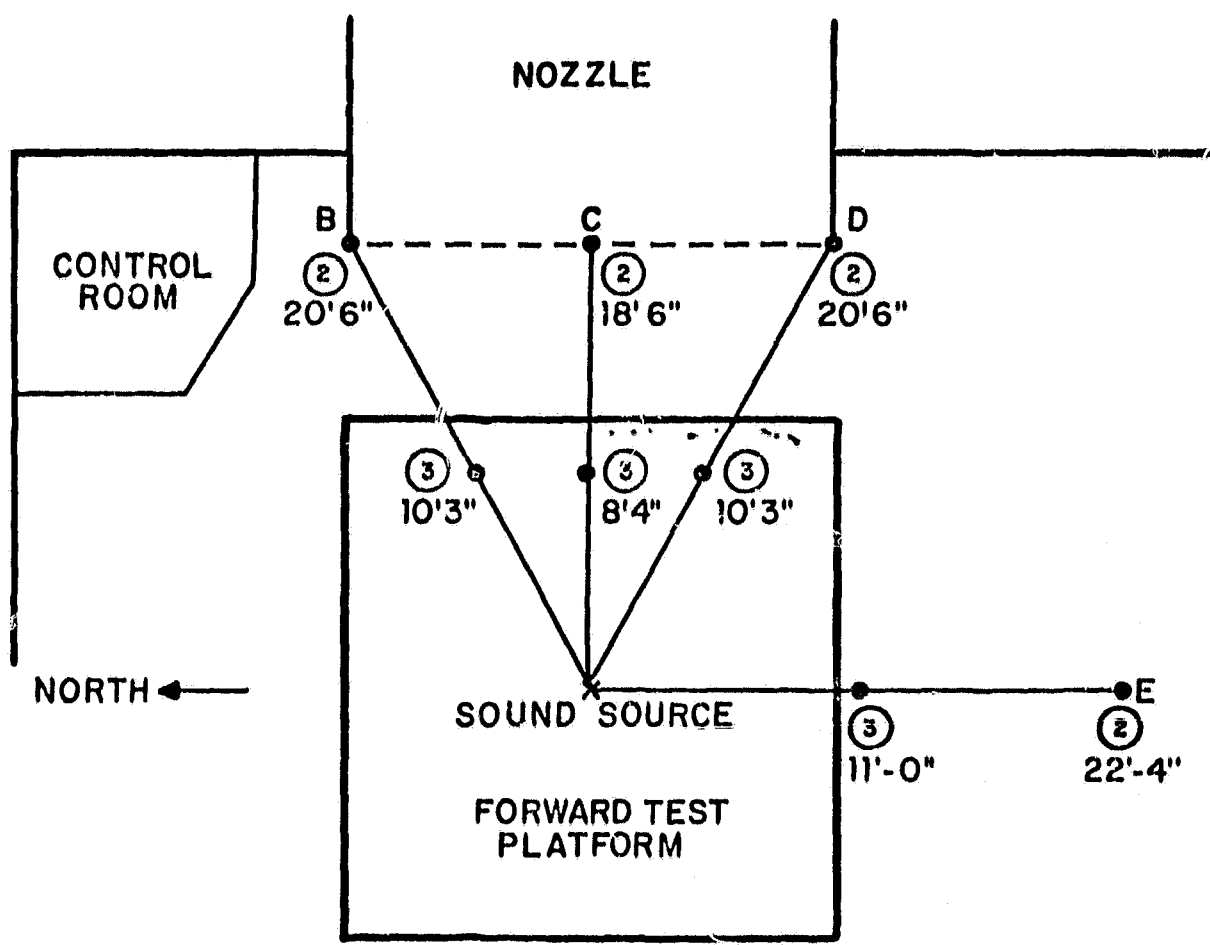 NOZZLE
B
C
D
CONTROL
ROOM
2
20'6"
2
18'6"
2
20'6"
3
10'3"
3
8'4"
3
10'3"
NORTH
SOUND SOURCE
E
3
11'-0"
2
22'-4"
FORWARD TEST
PLATFORM